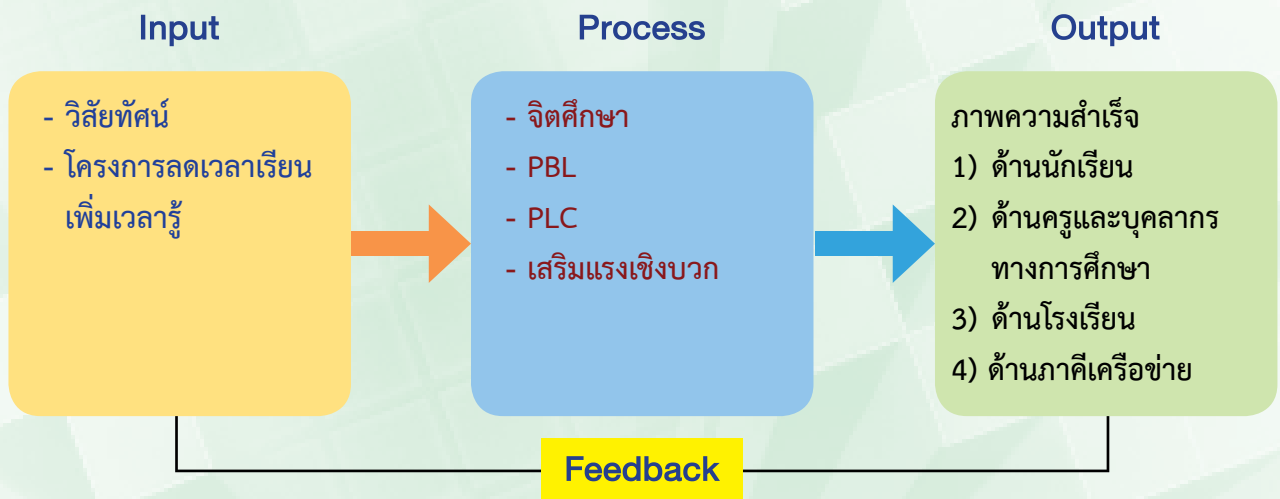 Input
- วิสัยทัศน์
- โครงการลดเวลาเรียน
เพิ่มเวลารู้
Process
- จิตศึกษา
- PBL
- PLC
- เสริมแรงเชิงบวก
Output
ภาพความสำเร็จ
1) ด้านนักเรียน
2) ด้านครูและบุคลากร
ทางการศึกษา
3) ด้านโรงเรียน
4) ด้านภาคีเครือข่าย
Feedback